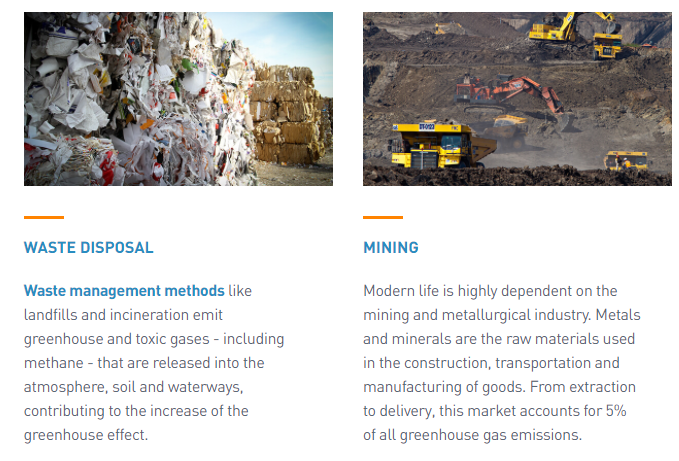 WASTE DISPOSAL
Waste management methods like
landfills and incineration emit
greenhouse and toxic gases - including
methane - that are released into the
atmosphere, soil and waterways,
contributing to the increase of the
greenhouse effect.
MINING
Modern life is highly dependent on the
mining and metallurgical industry. Metals
and minerals are the raw materials used
in the construction, transportation and
manufacturing of goods. From extraction
to delivery, this market accounts for 5%
of all greenhouse gas emissions.